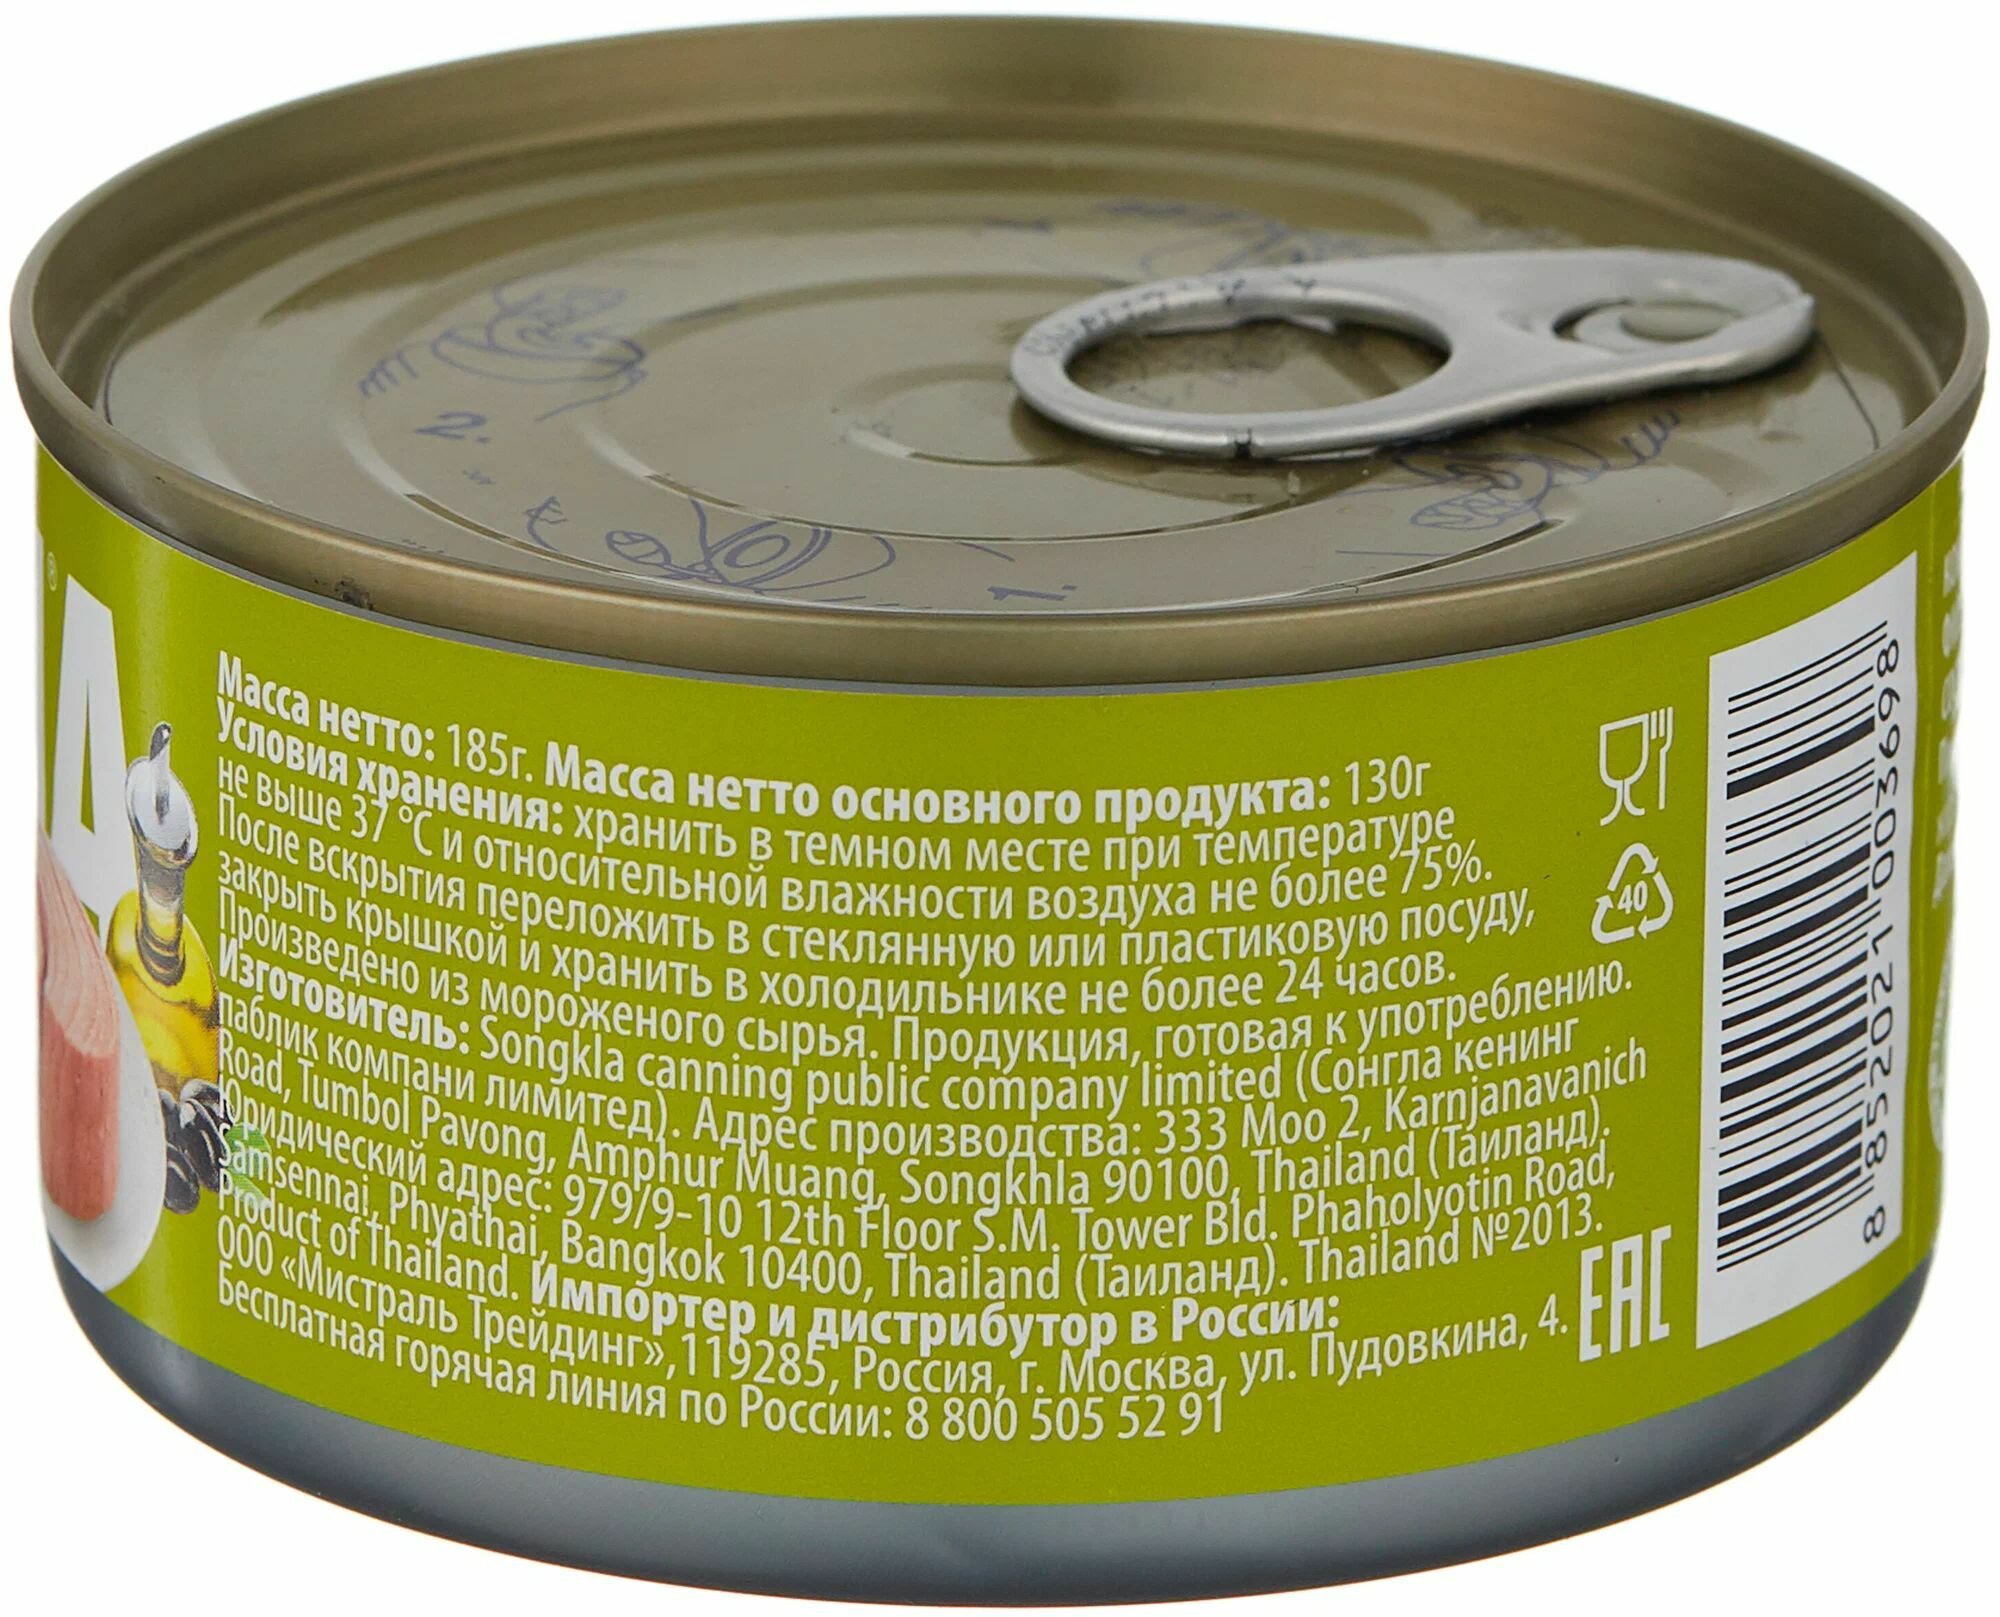 Масса нетто: 185г. Масса нетто основного продукта: 130г
Условия хранения: хранить в темном месте при температуре
не выше 37 °С и относительной влажности воздуха не более 75%.
После вскрытия переложить в стеклянную или пластиковую посуду,
закрыть крышкой и хранить в холодильнике не более 24 часов.
Произведено из мороженого сырья. Продукция, готовая к употреблению.
Изготовитель: Songkla canning public company limited (Сонгла кенинг
паблик компани лимитед). Адрес производства: 333 Moo 2, Karnjanavanich
Road, Tumbol Pavong, Amphur Muang, Songkhla 90100, Thailand (Таиланд).
Юридический адрес: 979/9-10 12th Floor S.M. Tower Bld. Phaholyotin Road,
Samsennai, Phyathai, Bangkok 10400, Thailand (Таиланд). Thailand №2013.
Product of Thailand. Импортер и дистрибутор в России:
ООО «Мистраль Трейдинг»,119285, Россия, г. Москва, ул. Пудовкина, 4.
Бесплатная горячая линия по России: 8 800 505 52 91
40
EAC
8 852021 003698
2.
1.